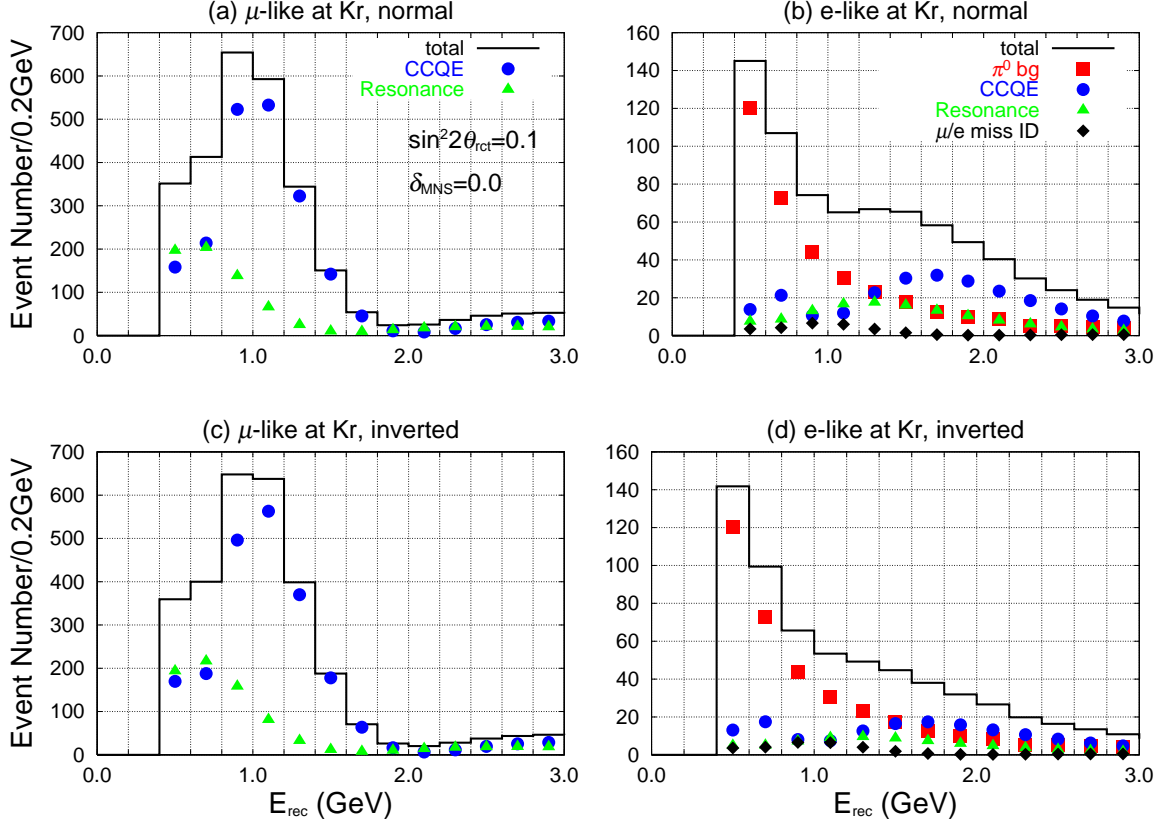 (a) μ-like at Kr, normal
Event Number/0.2GeV
700
600
500
400
300
200
100
0
0.0
1.0
2.0
3.0
total
CCQE
Resonance
sin²2θ_rct=0.1
δ_MNS=0.0
(b) e-like at Kr, normal
160
140
120
100
80
60
40
20
0
0.0
1.0
2.0
3.0
total
π⁰ bg
CCQE
Resonance
μ/e miss ID
(c) μ-like at Kr, inverted
Event Number/0.2GeV
700
600
500
400
300
200
100
0
0.0
1.0
2.0
3.0
E_rec (GeV)
(d) e-like at Kr, inverted
160
140
120
100
80
60
40
20
0
0.0
1.0
2.0
3.0
E_rec (GeV)